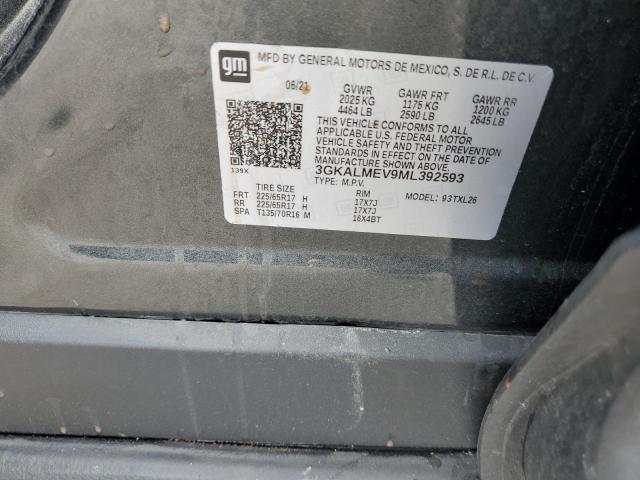 gm
MFD BY GENERAL MOTORS DE MEXICO, S. DE R.L. DE C.V.
06/21 GVWR GAWR FRT GAWR RR
2025 KG 1175 KG 1200 KG
4464 LB 2590 LB 2645 LB
THIS VEHICLE CONFORMS TO ALL
APPLICABLE U.S. FEDERAL MOTOR
VEHICLE SAFETY AND THEFT PREVENTION
STANDARDS IN EFFECT ON THE DATE OF
MANUFACTURE SHOWN ABOVE.
139X 3GKALMEV9ML392593
TYPE: M.P.V. MODEL: 93TXL26
TIRE SIZE RIM
FRT 225/65R17 H 17X7J
RR 225/65R17 H 17X7J
SPA T135/70R16 M 16X4BT